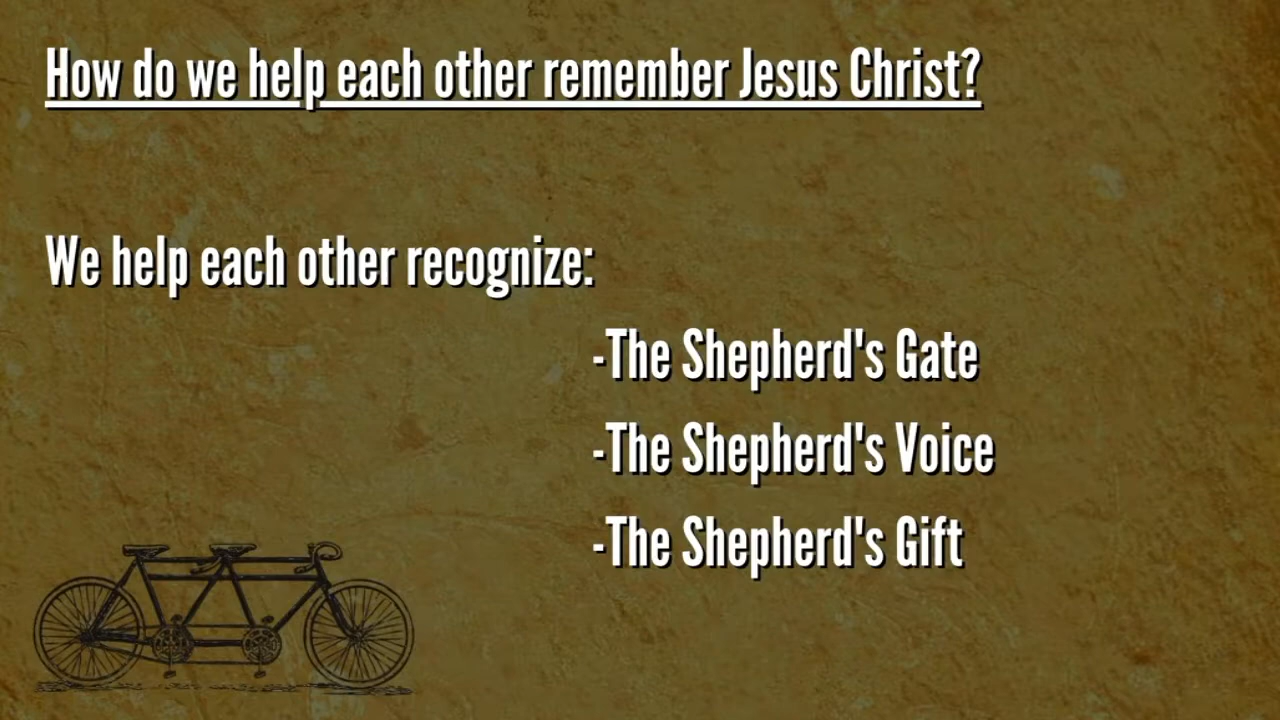 How do we help each other remember Jesus Christ?
We help each other recognize:
-The Shepherd's Gate
-The Shepherd's Voice
-The Shepherd's Gift